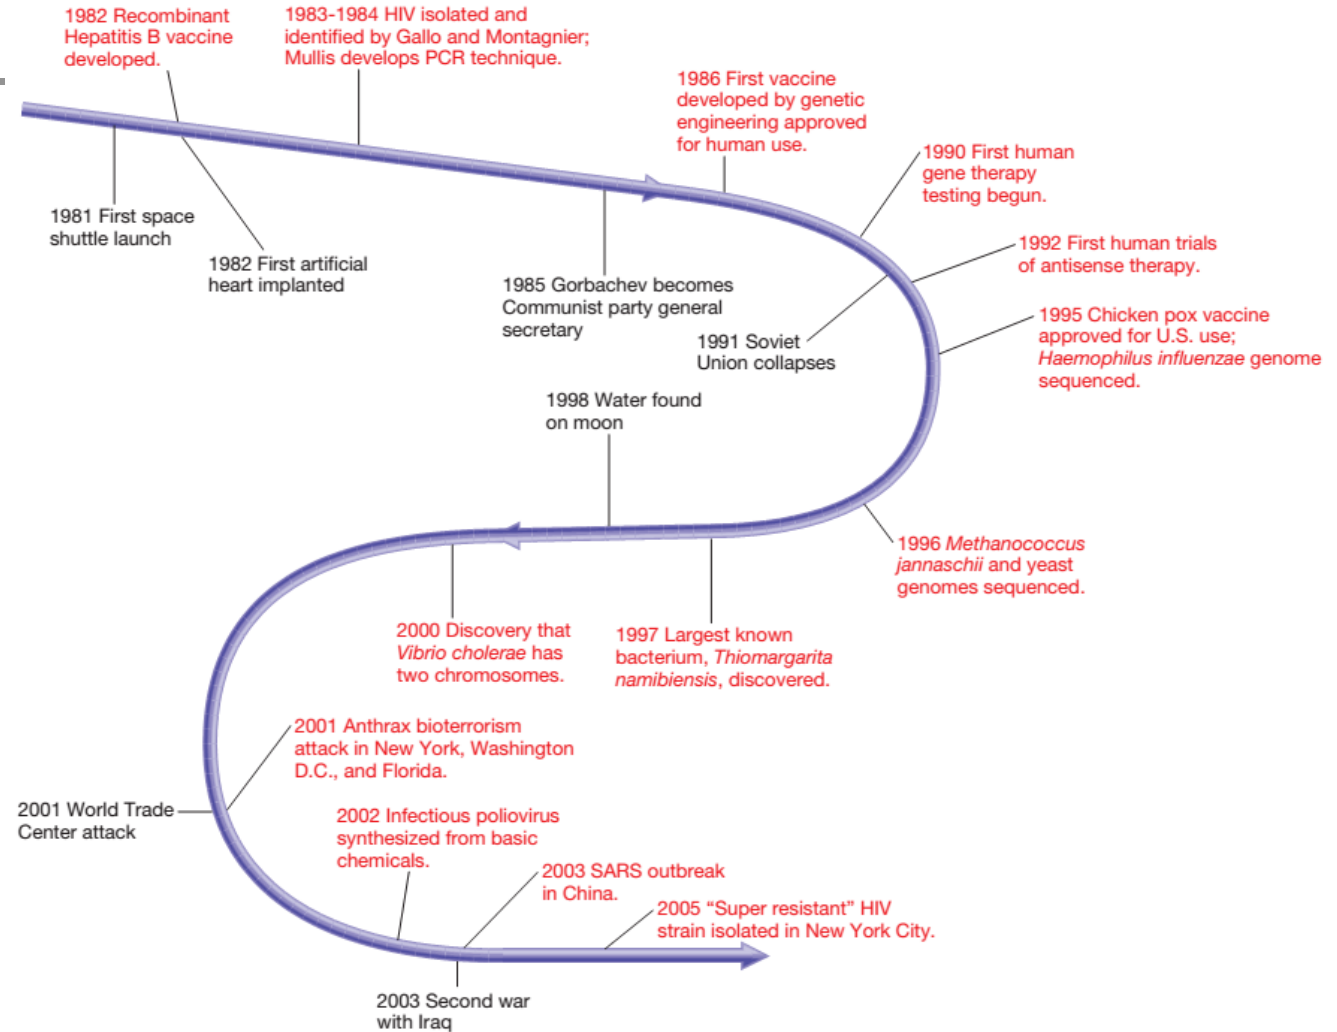 1982 Recombinant
Hepatitis B vaccine
developed.
1983-1984 HIV isolated and
identified by Gallo and Montagnier;
Mullis develops PCR technique.
1986 First vaccine
developed by genetic
engineering approved
for human use.
1990 First human
gene therapy
testing begun.
1981 First space
shuttle launch
1982 First artificial
heart implanted
1985 Gorbachev becomes
Communist party general
secretary
1992 First human trials
of antisense therapy.
1991 Soviet
Union collapses
1995 Chicken pox vaccine
approved for U.S. use;
Haemophilus influenzae genome
sequenced.
1998 Water found
on moon
1996 Methanococcus
jannaschii and yeast
genomes sequenced.
2000 Discovery that
Vibrio cholerae has
two chromosomes.
1997 Largest known
bacterium, Thiomargarita
namibiensis, discovered.
2001 Anthrax bioterrorism
attack in New York, Washington
D.C., and Florida.
2001 World Trade
Center attack
2002 Infectious poliovirus
synthesized from basic
chemicals.
2003 SARS outbreak
in China.
2005 “Super resistant” HIV
strain isolated in New York City.
2003 Second war
with Iraq